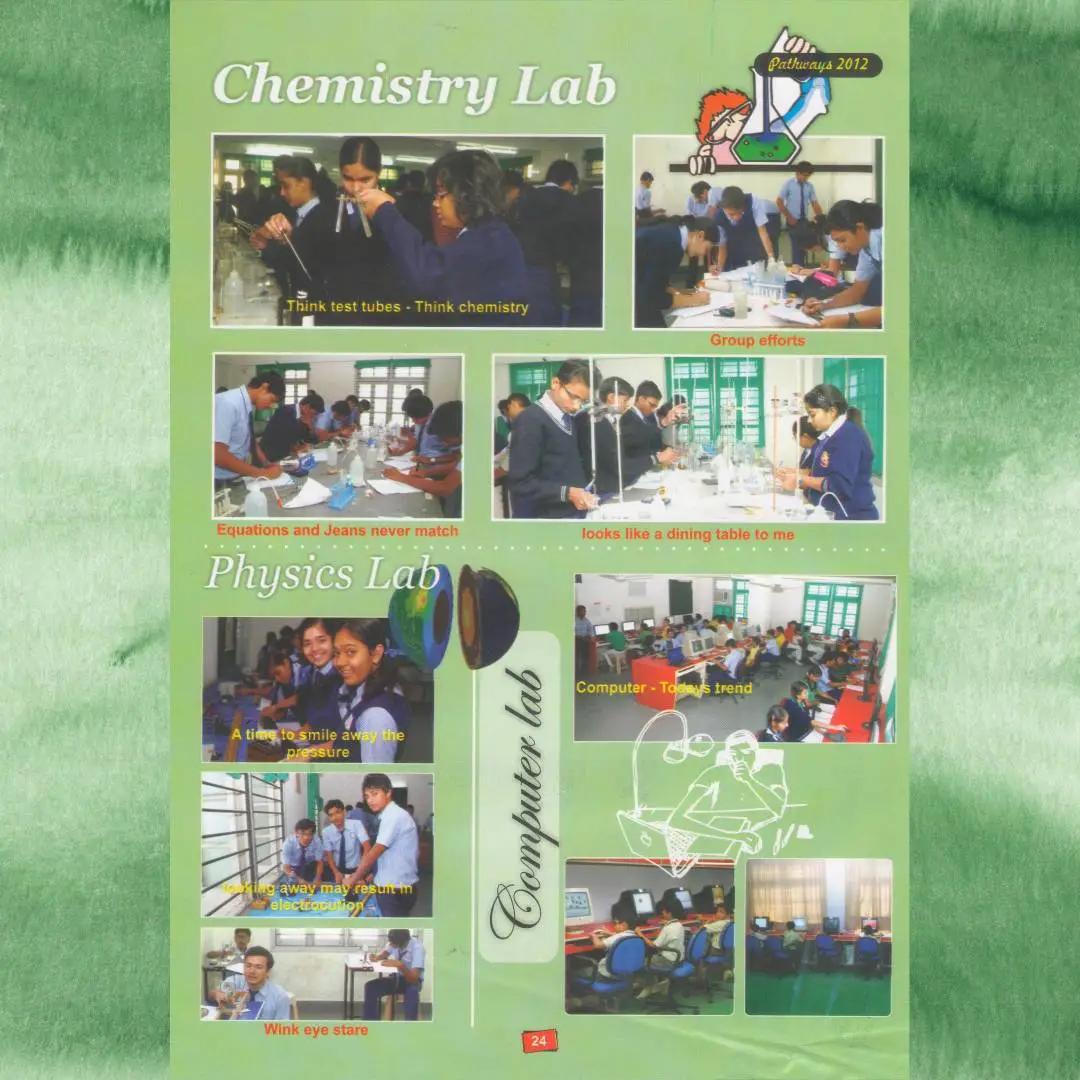 Pathways 2012
Chemistry Lab
Think test tubes - Think chemistry
Group efforts
Equations and Jeans never match
looks like a dining table to me
Physics Lab
A time to smile away the
pressure
looking away may result in
electrocution
Wink eye stare
Computer lab
Computer - Todays trend
24